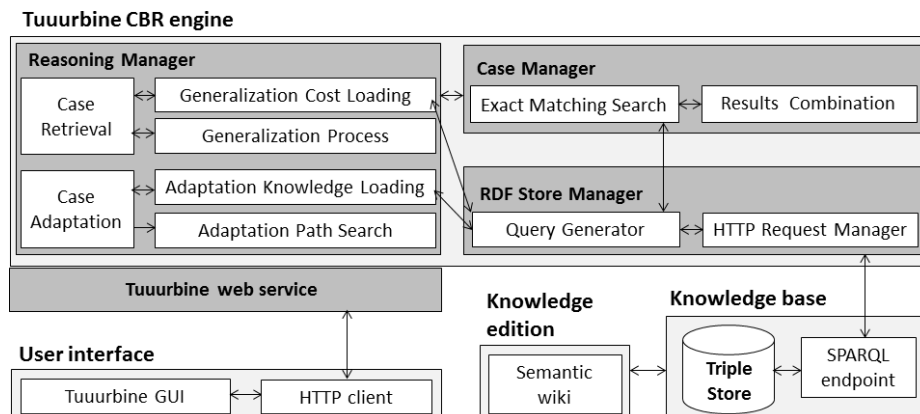 Tuuurbine CBR engine
Reasoning Manager
Case
Retrieval
Generalization Cost Loading
Generalization Process
Case
Adaptation
Adaptation Knowledge Loading
Adaptation Path Search
Case Manager
Exact Matching Search
Results Combination
RDF Store Manager
Query Generator
HTTP Request Manager
Tuuurbine web service
User interface
Tuuurbine GUI
HTTP client
Knowledge
edition
Semantic
wiki
Knowledge base
Triple
Store
SPARQL
endpoint